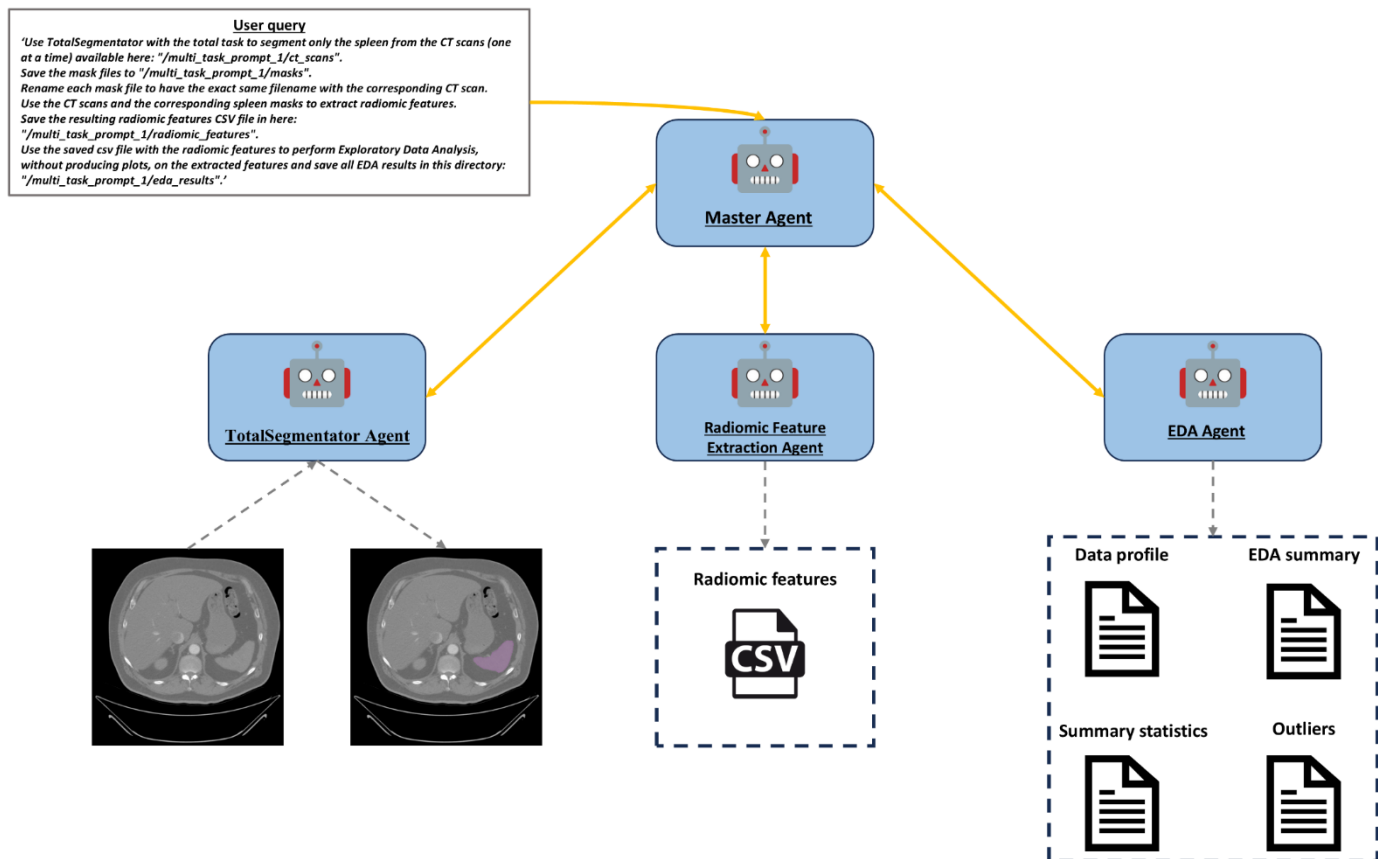 User query
‘Use TotalSegmentator with the total task to segment only the spleen from the CT scans (one
at a time) available here: "/multi_task_prompt_1/ct_scans".
Save the mask files to "/multi_task_prompt_1/masks".
Rename each mask file to have the exact same filename with the corresponding CT scan.
Use the CT scans and the corresponding spleen masks to extract radiomic features.
Save the resulting radiomic features CSV file in here:
"/multi_task_prompt_1/radiomic_features".
Use the saved csv file with the radiomic features to perform Exploratory Data Analysis,
without producing plots, on the extracted features and save all EDA results in this directory:
"/multi_task_prompt_1/eda_results".’
Master Agent
TotalSegmentator Agent
Radiomic Feature
Extraction Agent
EDA Agent
Radiomic features
CSV
Data profile
EDA summary
Summary statistics
Outliers